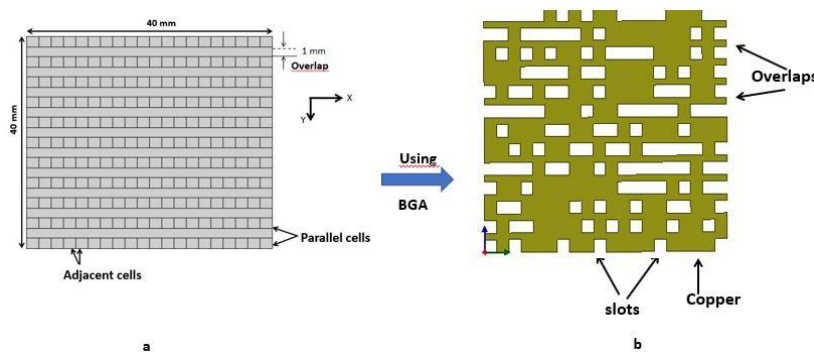 40 mm
1 mm
Overlap
X
Y
40 mm
Parallel cells
Adjacent cells
a
Using
BGA
Overlaps
slots
Copper
b